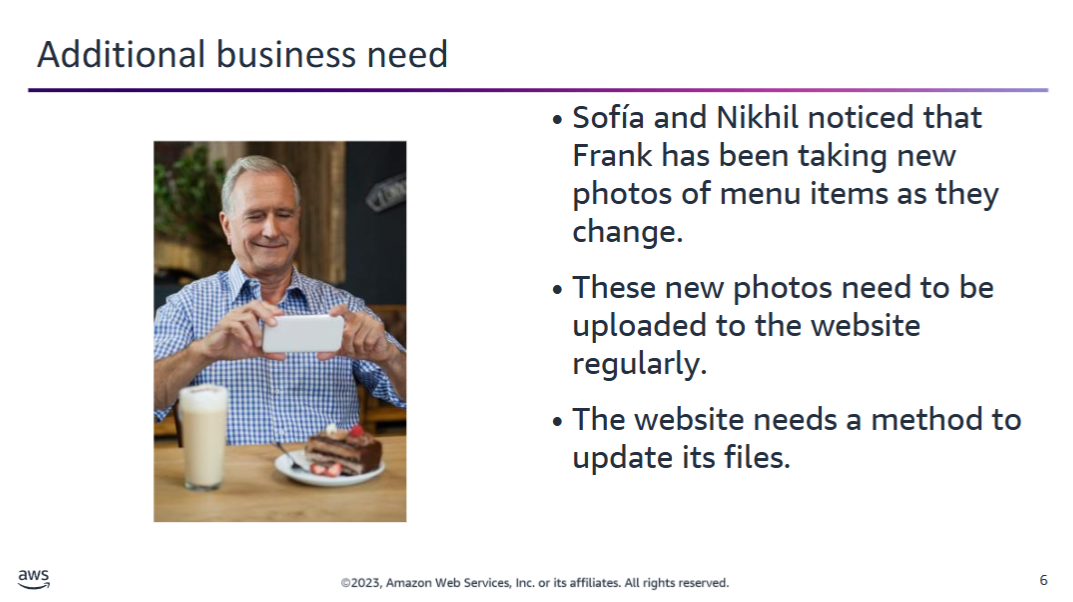 Additional business need
• Sofía and Nikhil noticed that
Frank has been taking new
photos of menu items as they
change.
• These new photos need to be
uploaded to the website
regularly.
• The website needs a method to
update its files.
aws
©2023, Amazon Web Services, Inc. or its affiliates. All rights reserved.
6